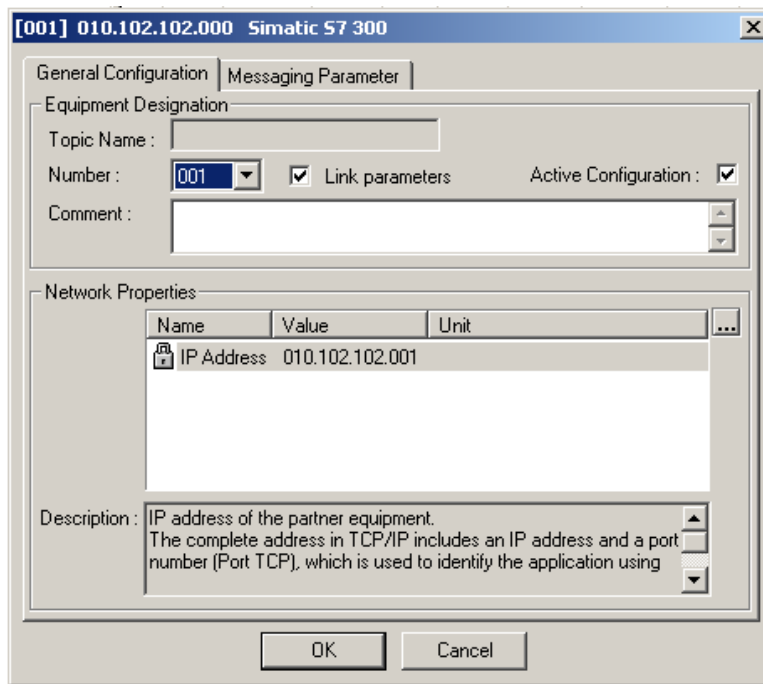 [001] 010.102.102.000 Simatic S7 300
General Configuration Messaging Parameter
Equipment Designation
Topic Name :
Number : 001 Link parameters Active Configuration :
Comment :
Network Properties
Name Value Unit ...
IP Address 010.102.102.001
Description : IP address of the partner equipment.
The complete address in TCP/IP includes an IP address and a port
number (Port TCP), which is used to identify the application using
OK Cancel